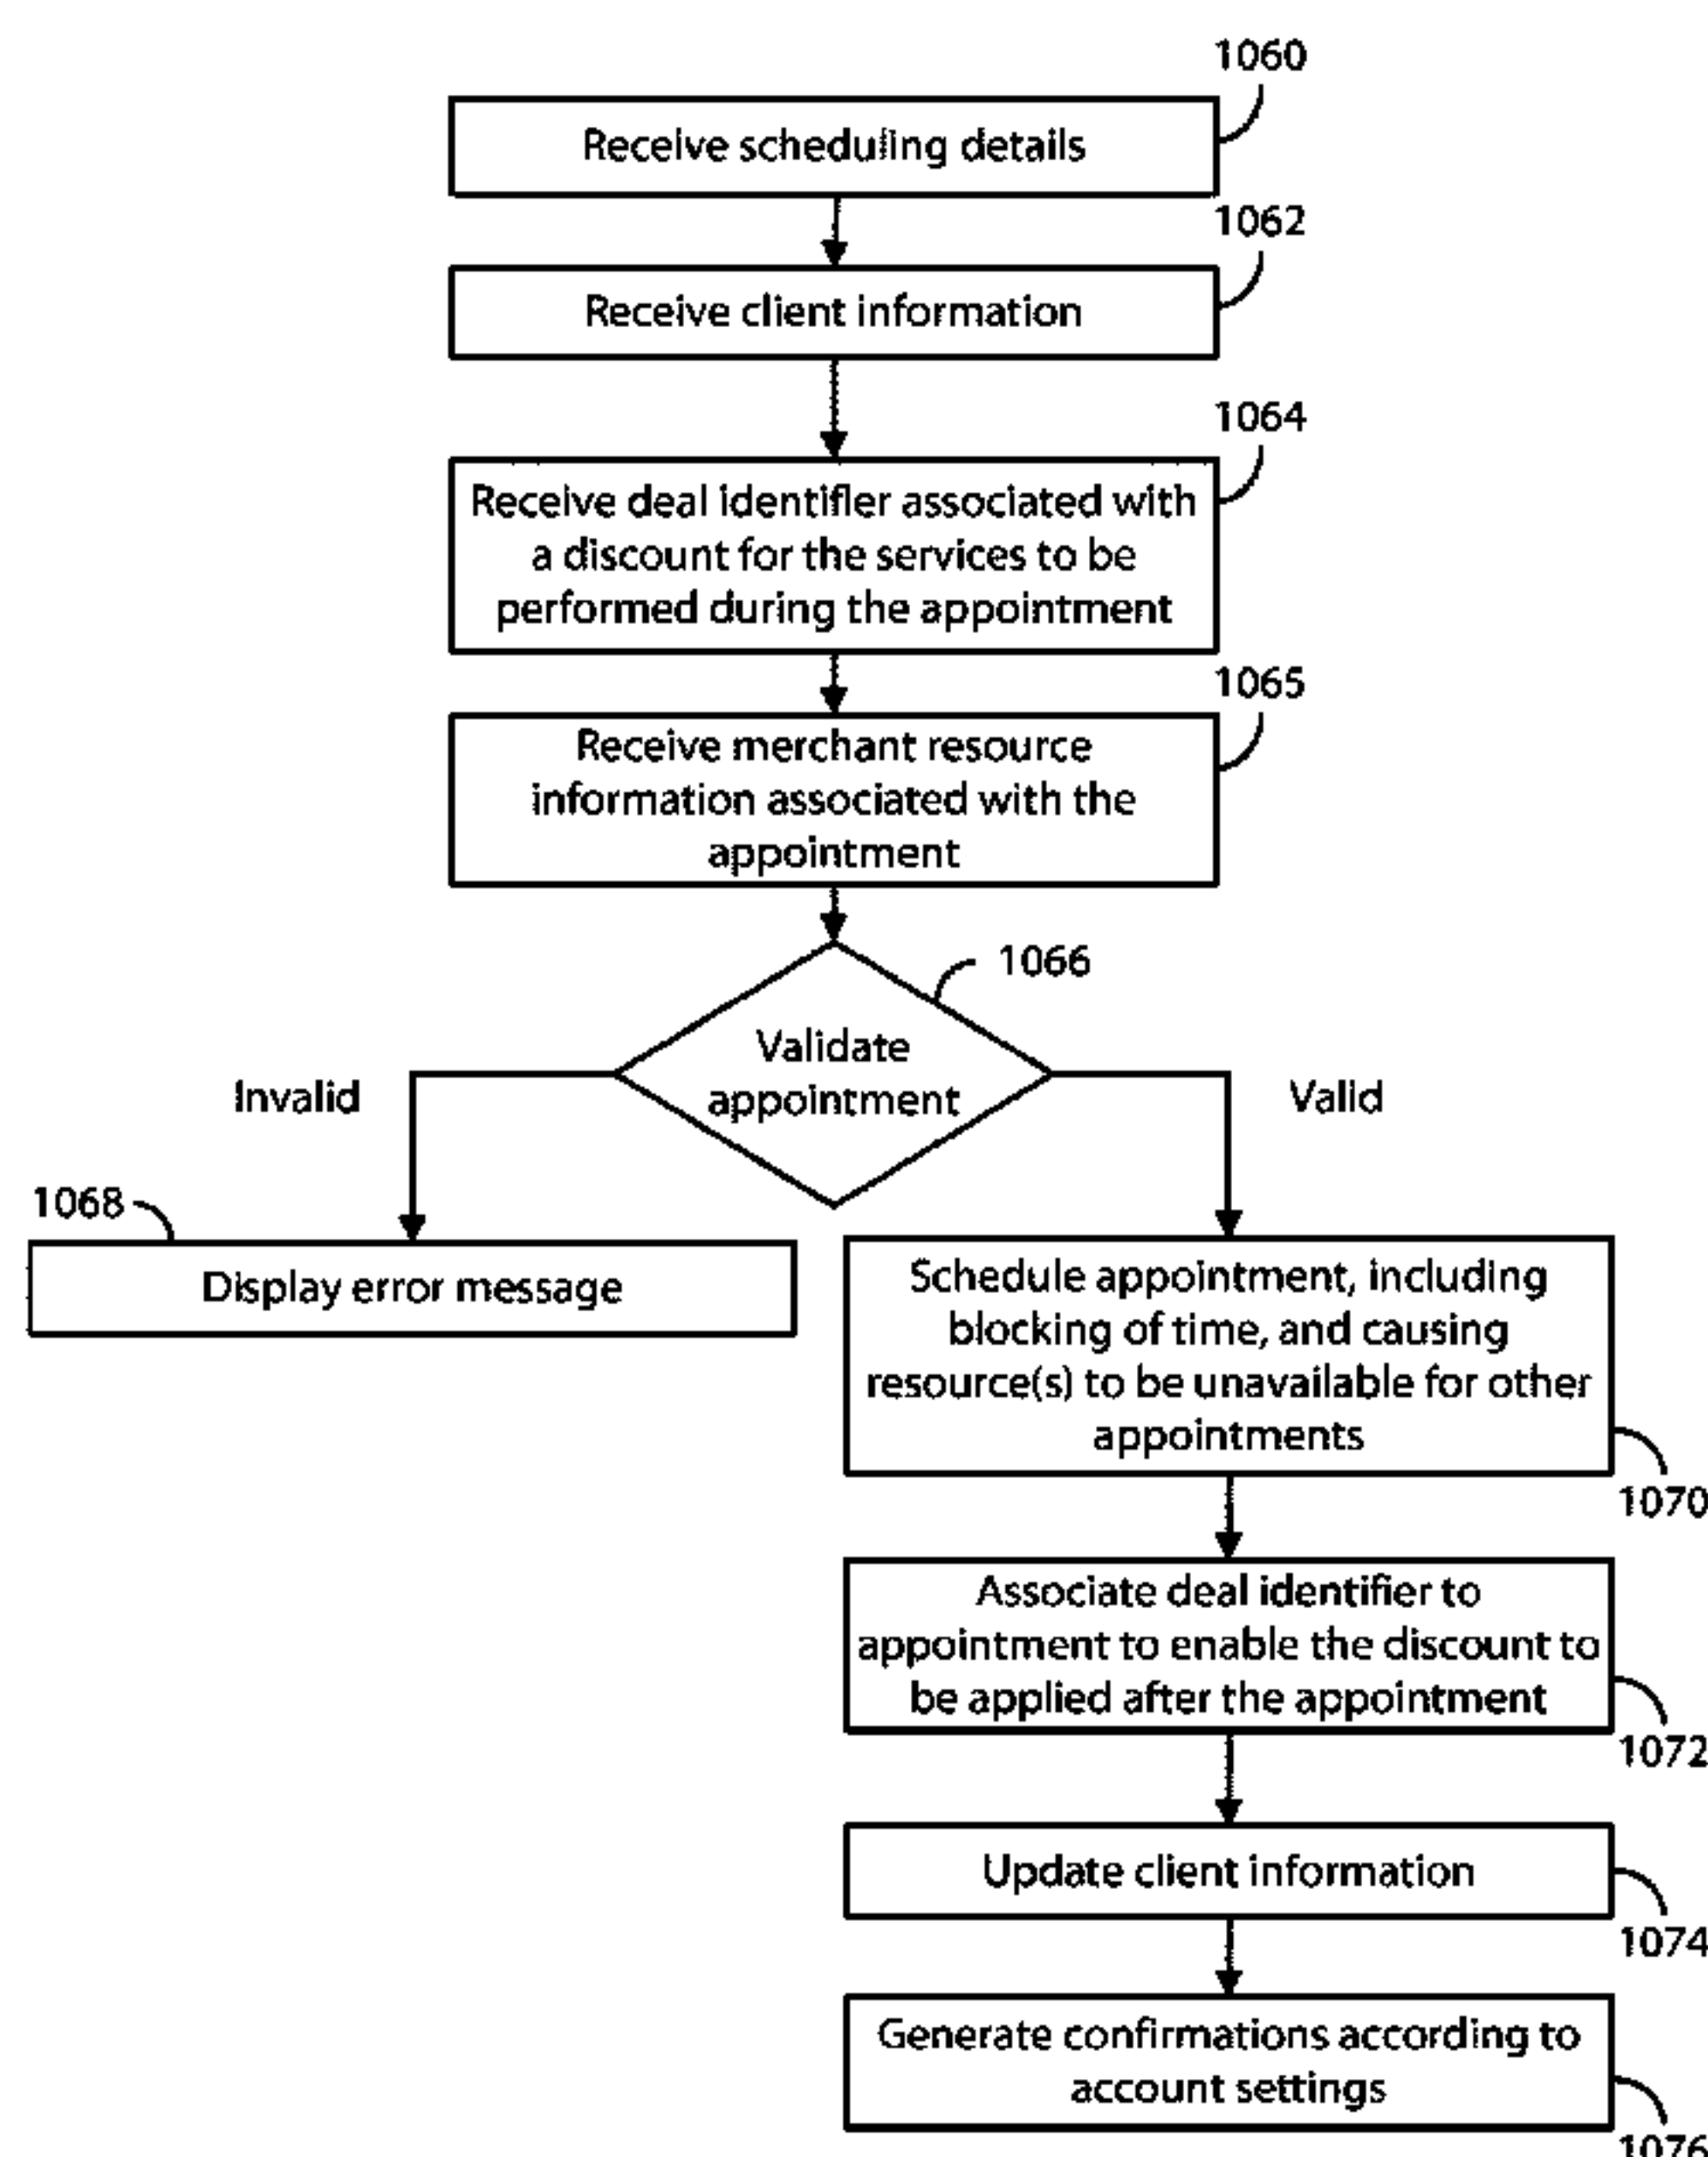 1060
Receive scheduling details
1062
Receive client information
1064
Receive deal identifier associated with
a discount for the services to be
performed during the appointment
1065
Receive merchant resource
information associated with the
appointment
1066
Validate
appointment
Invalid
Valid
1068
Display error message
Schedule appointment, including
blocking of time, and causing
resource(s) to be unavailable for other
appointments
1070
Associate deal identifier to
appointment to enable the discount to
be applied after the appointment
1072
Update client information
1074
Generate confirmations according to
account settings
1076